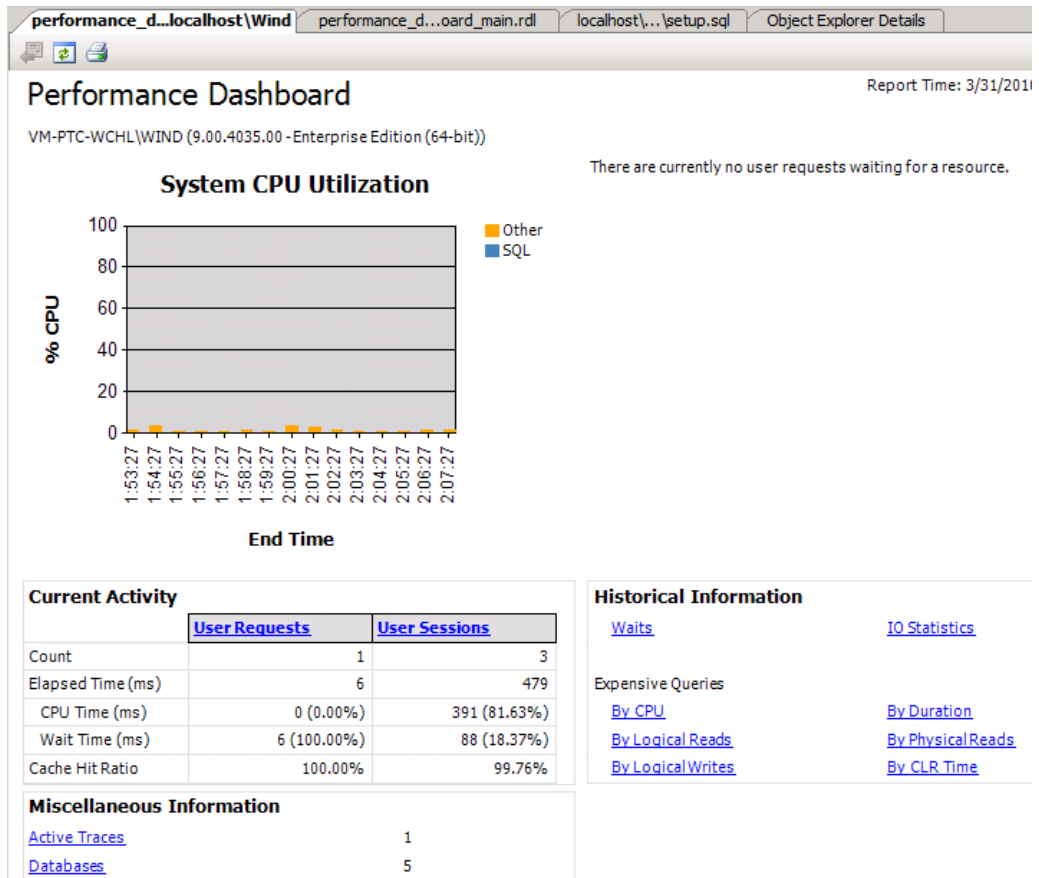 performance_d...localhost\Wind performance_d...oard_main.rdl localhost\...\setup.sql Object Explorer Details
Performance Dashboard
Report Time: 3/31/2010
VM-PTC-WCHL\WIND (9.00.4035.00 - Enterprise Edition (64-bit))
There are currently no user requests waiting for a resource.
System CPU Utilization
100
80
60
40
20
0
% CPU
Other
SQL
1:53:27
1:54:27
1:55:27
1:56:27
1:57:27
1:58:27
1:59:27
2:00:27
2:01:27
2:02:27
2:03:27
2:04:27
2:05:27
2:06:27
2:07:27
End Time
Current Activity
User Requests User Sessions
Count 1 3
Elapsed Time (ms) 6 479
CPU Time (ms) 0 (0.00%) 391 (81.63%)
Wait Time (ms) 6 (100.00%) 88 (18.37%)
Cache Hit Ratio 100.00% 99.76%
Historical Information
Waits IO Statistics
Expensive Queries
By CPU By Duration
By Logical Reads By Physical Reads
By Logical Writes By CLR Time
Miscellaneous Information
Active Traces 1
Databases 5